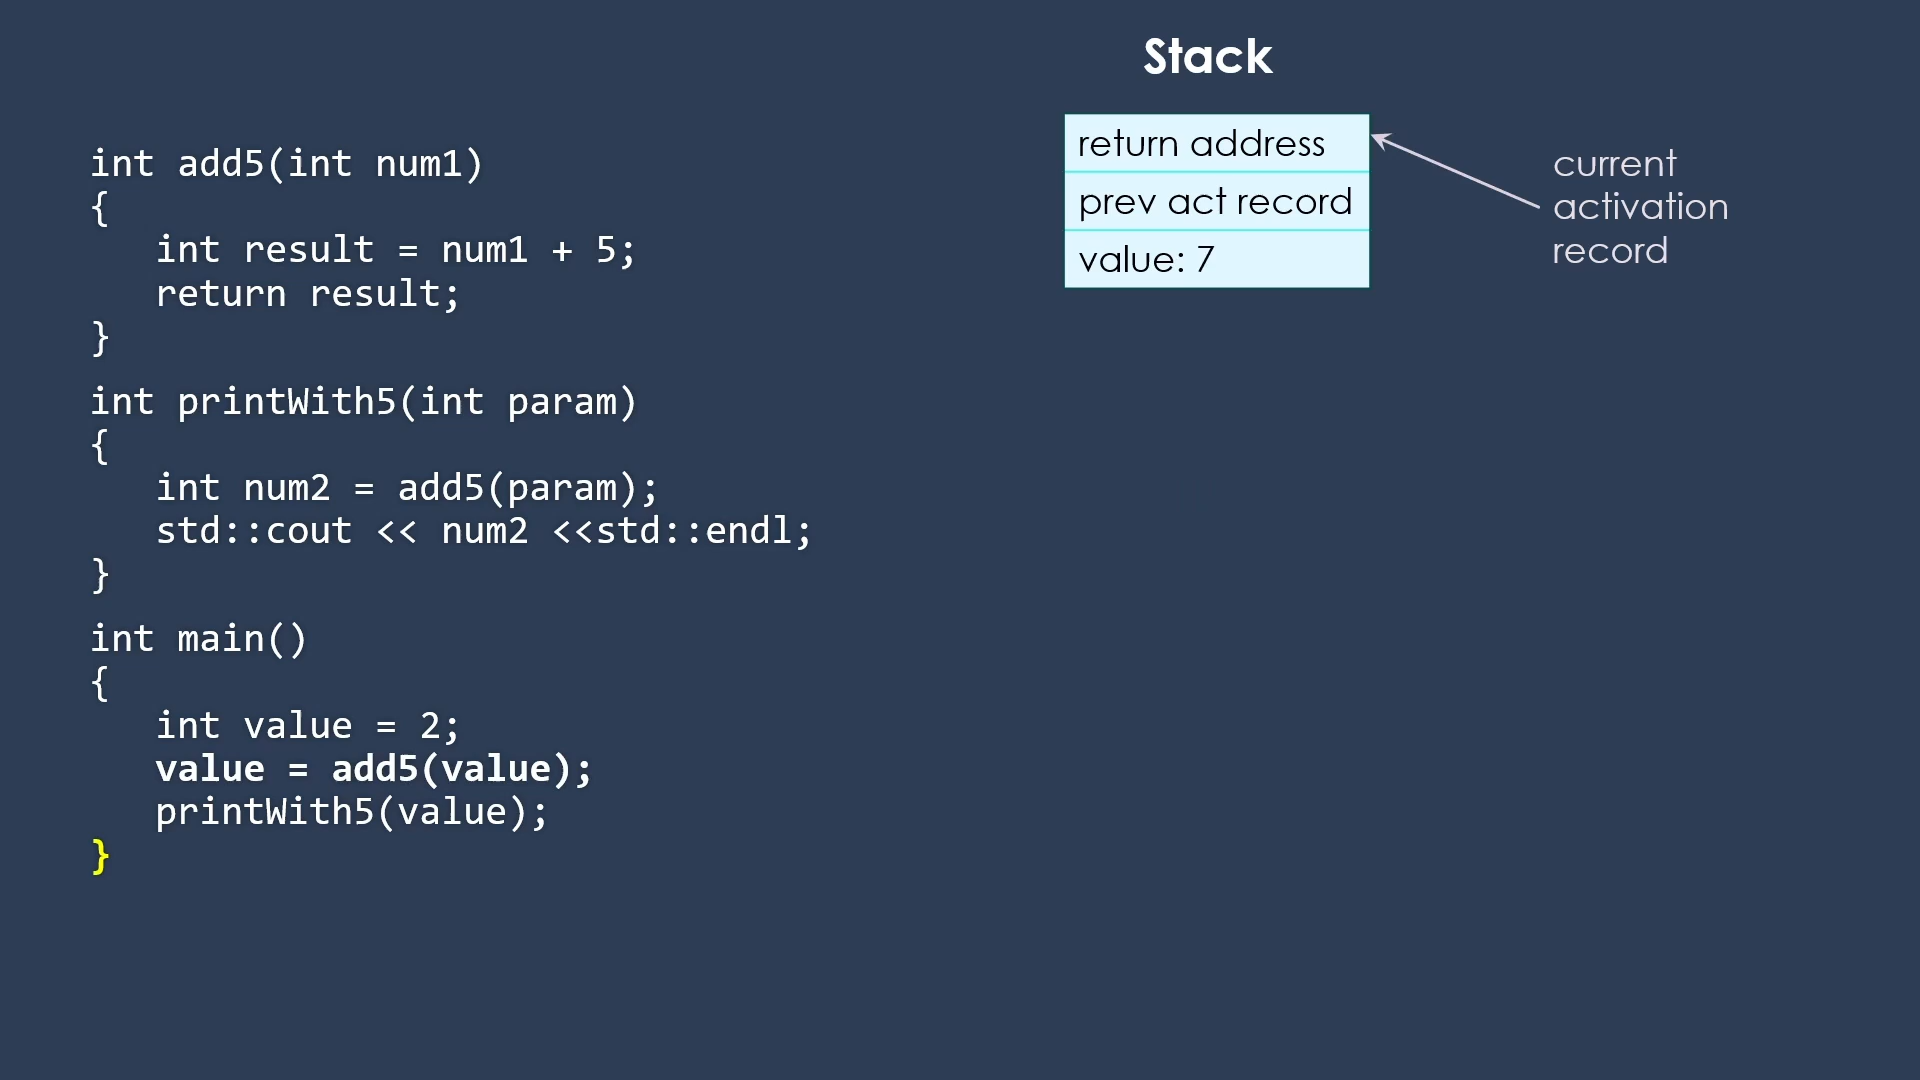 Stack
int add5(int num1)
{
   int result = num1 + 5;
   return result;
}
int printWith5(int param)
{
   int num2 = add5(param);
   std::cout << num2 <<std::endl;
}
int main()
{
   int value = 2;
   value = add5(value);
   printWith5(value);
}
return address
prev act record
value: 7
current
activation
record